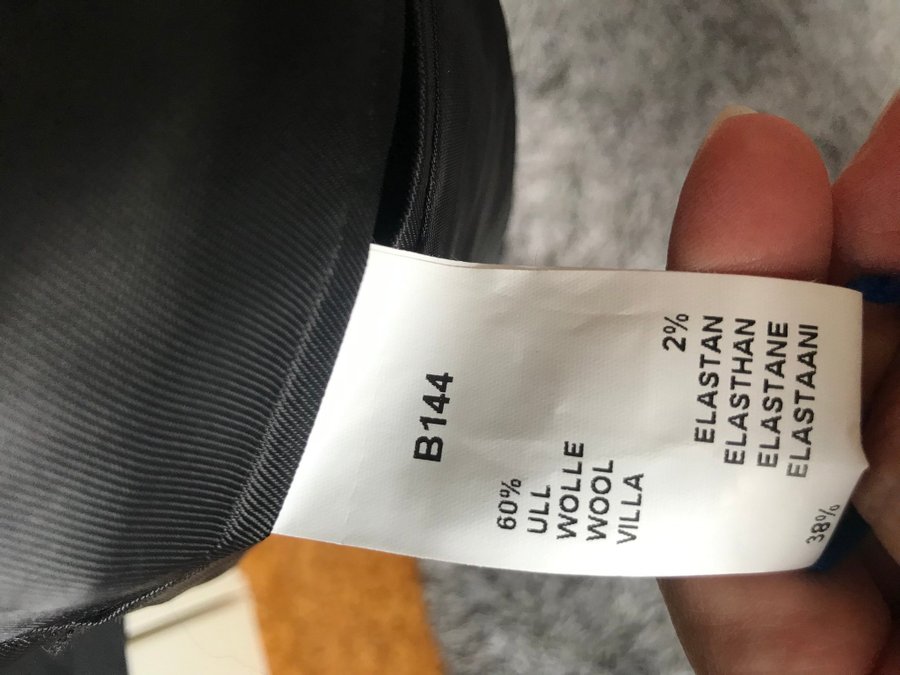 B144
60%
ULL
WOLLE
WOOL
VILLA
2%
ELASTAN
ELASTHAN
ELASTANE
ELASTAANI
38%